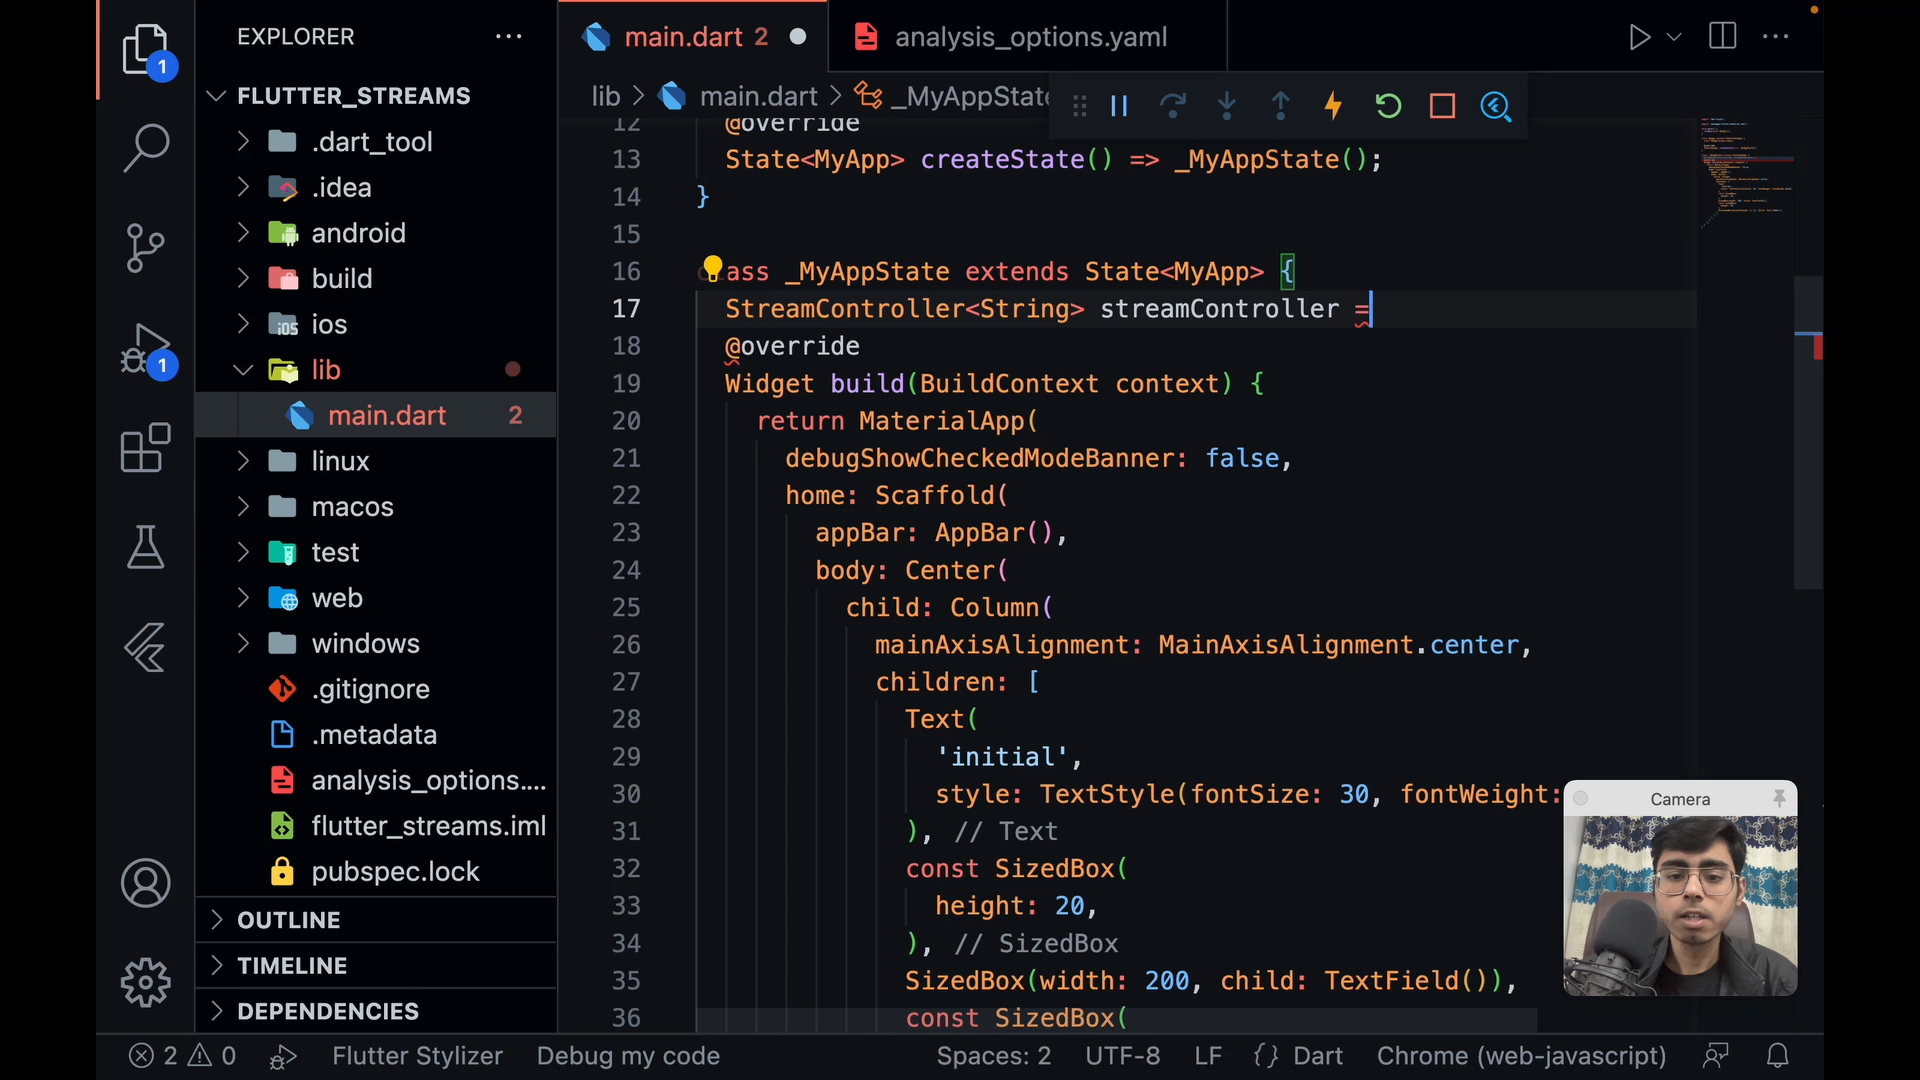 EXPLORER
FLUTTER_STREAMS
.dart_tool
.idea
android
build
ios
lib
main.dart 2
linux
macos
test
web
windows
.gitignore
.metadata
analysis_options....
flutter_streams.iml
pubspec.lock
OUTLINE
TIMELINE
DEPENDENCIES
1
1
main.dart 2
analysis_options.yaml
lib > main.dart > _MyAppState
12 @override
13 State<MyApp> createState() => _MyAppState();
14 }
15
16 ass _MyAppState extends State<MyApp> {
17 StreamController<String> streamController =
18 @override
19 Widget build(BuildContext context) {
20 return MaterialApp(
21 debugShowCheckedModeBanner: false,
22 home: Scaffold(
23 appBar: AppBar(),
24 body: Center(
25 child: Column(
26 mainAxisAlignment: MainAxisAlignment.center,
27 children: [
28 Text(
29 'initial',
30 style: TextStyle(fontSize: 30, fontWeight:
31 ), // Text
32 const SizedBox(
33 height: 20,
34 ), // SizedBox
35 SizedBox(width: 200, child: TextField()),
36 const SizedBox(
Camera
2 0 Flutter Stylizer Debug my code Spaces: 2 UTF-8 LF {} Dart Chrome (web-javascript)